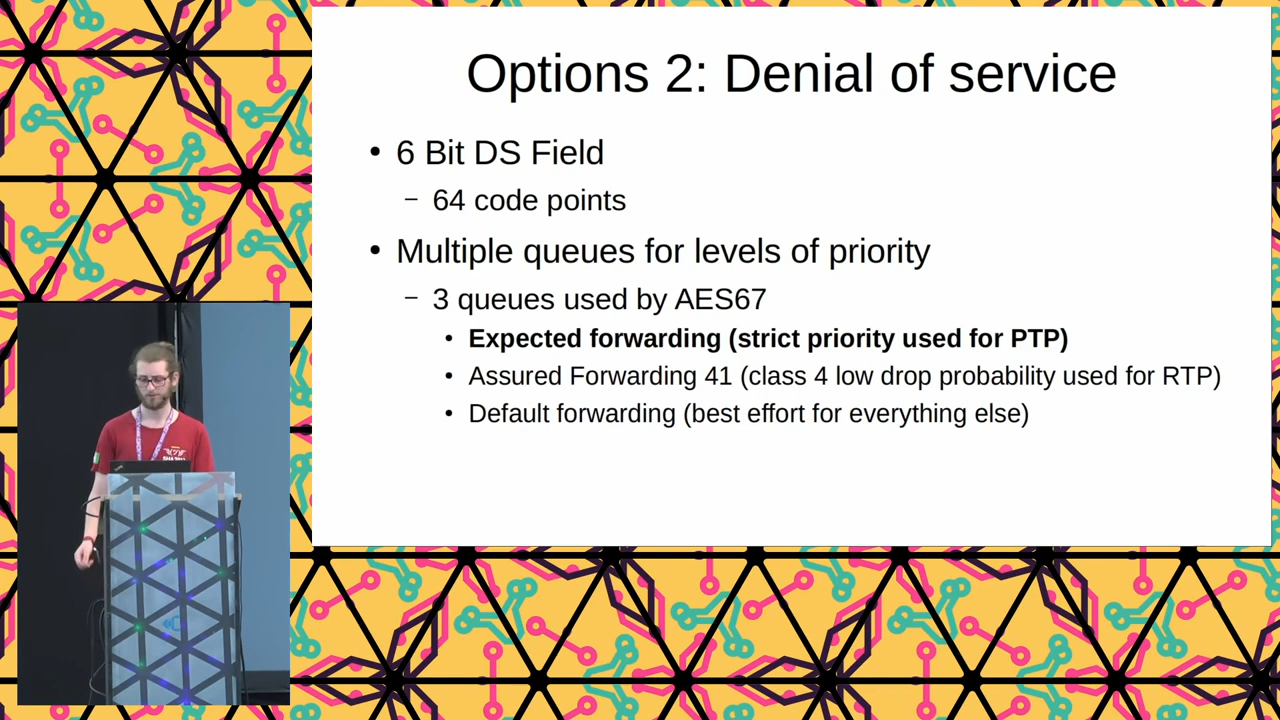 Options 2: Denial of service
• 6 Bit DS Field
– 64 code points
• Multiple queues for levels of priority
– 3 queues used by AES67
• Expected forwarding (strict priority used for PTP)
• Assured Forwarding 41 (class 4 low drop probability used for RTP)
• Default forwarding (best effort for everything else)